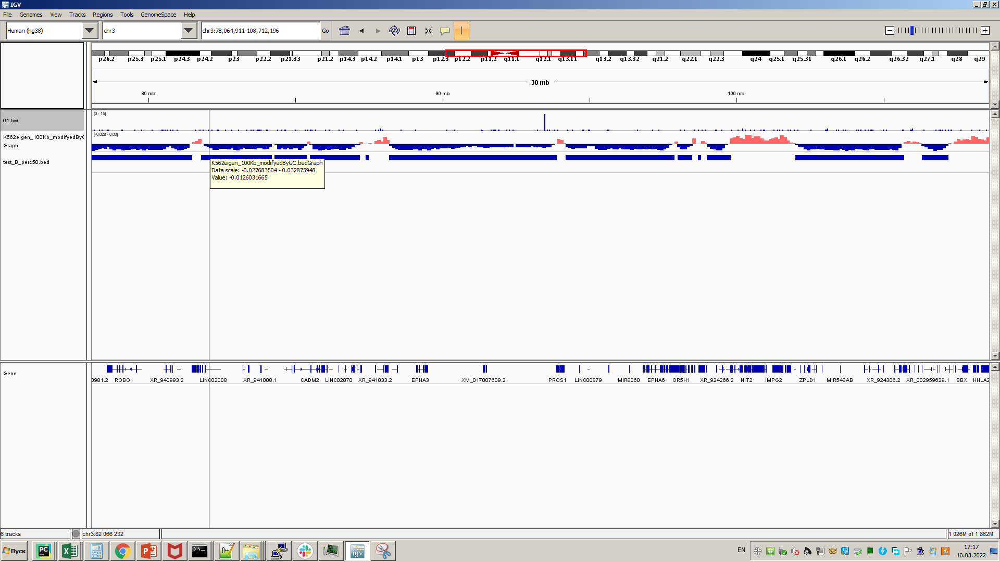 IGV
File Genomes View Tracks Regions Tools GenomeSpace Help
Human (hg38) chr3 chr3:78,064,911-108,712,196 Go
p26.2 p25.3 p25.1 p24.3 p24.2 p23 p22.3 p21.33 p21.2 p14.3 p14.2 p14.1 p13 p12.3 p12.2 p11.2 q11.1 q12.1 q13.11 q13.2 q13.32 q21.2 q22.1 q22.3 q24 q25.1 q25.31 q26.1 q26.2 q26.32 q27.1 q28 q29
30 mb
80 mb 90 mb 100 mb
[0 - 15]
61.bw
[-0,028 - 0,03]
K562eigen_100Kb_modifyedByG
Graph
test_B_perc50.bed
K562eigen_100Kb_modifyedByGC.bedGraph
Data scale: -0.027683504 - 0.032875948
Value: -0.0126031665
Gene
0981.2 ROBO1 XR_940993.2 LINC02008 XR_941008.1 CADM2 LINC02070 XR_941033.2 EPHA3 XM_017007609.2 PROS1 LINC00879 MIR8060 EPHA6 OR5H1 XR_924266.2 NIT2 IMPG2 ZPLD1 MIR548AB XR_924306.2 XR_002959629.1 BBX HHLA2
6 tracks chr3:82 066 232 1 026M of 1 862M
Пуск PC C:\ igv EN 17:17
10.03.2022